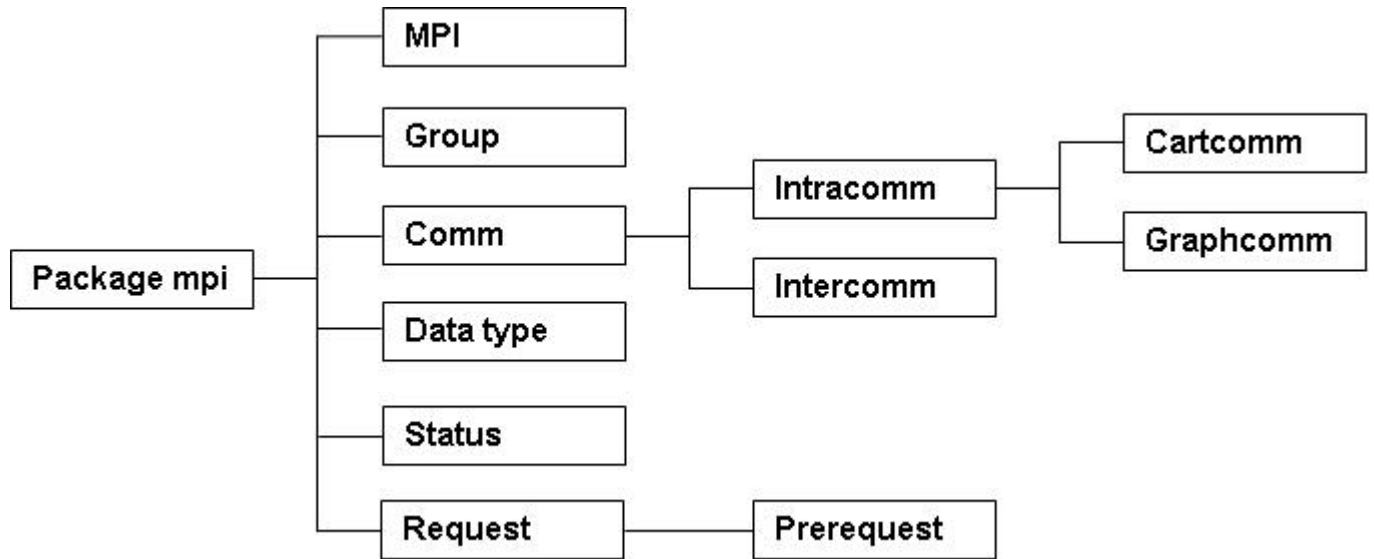 MPI
Group
Cartcomm
Intracomm
Comm
Graphcomm
Package mpi
Intercomm
Data type
Status
Request
Prerequest